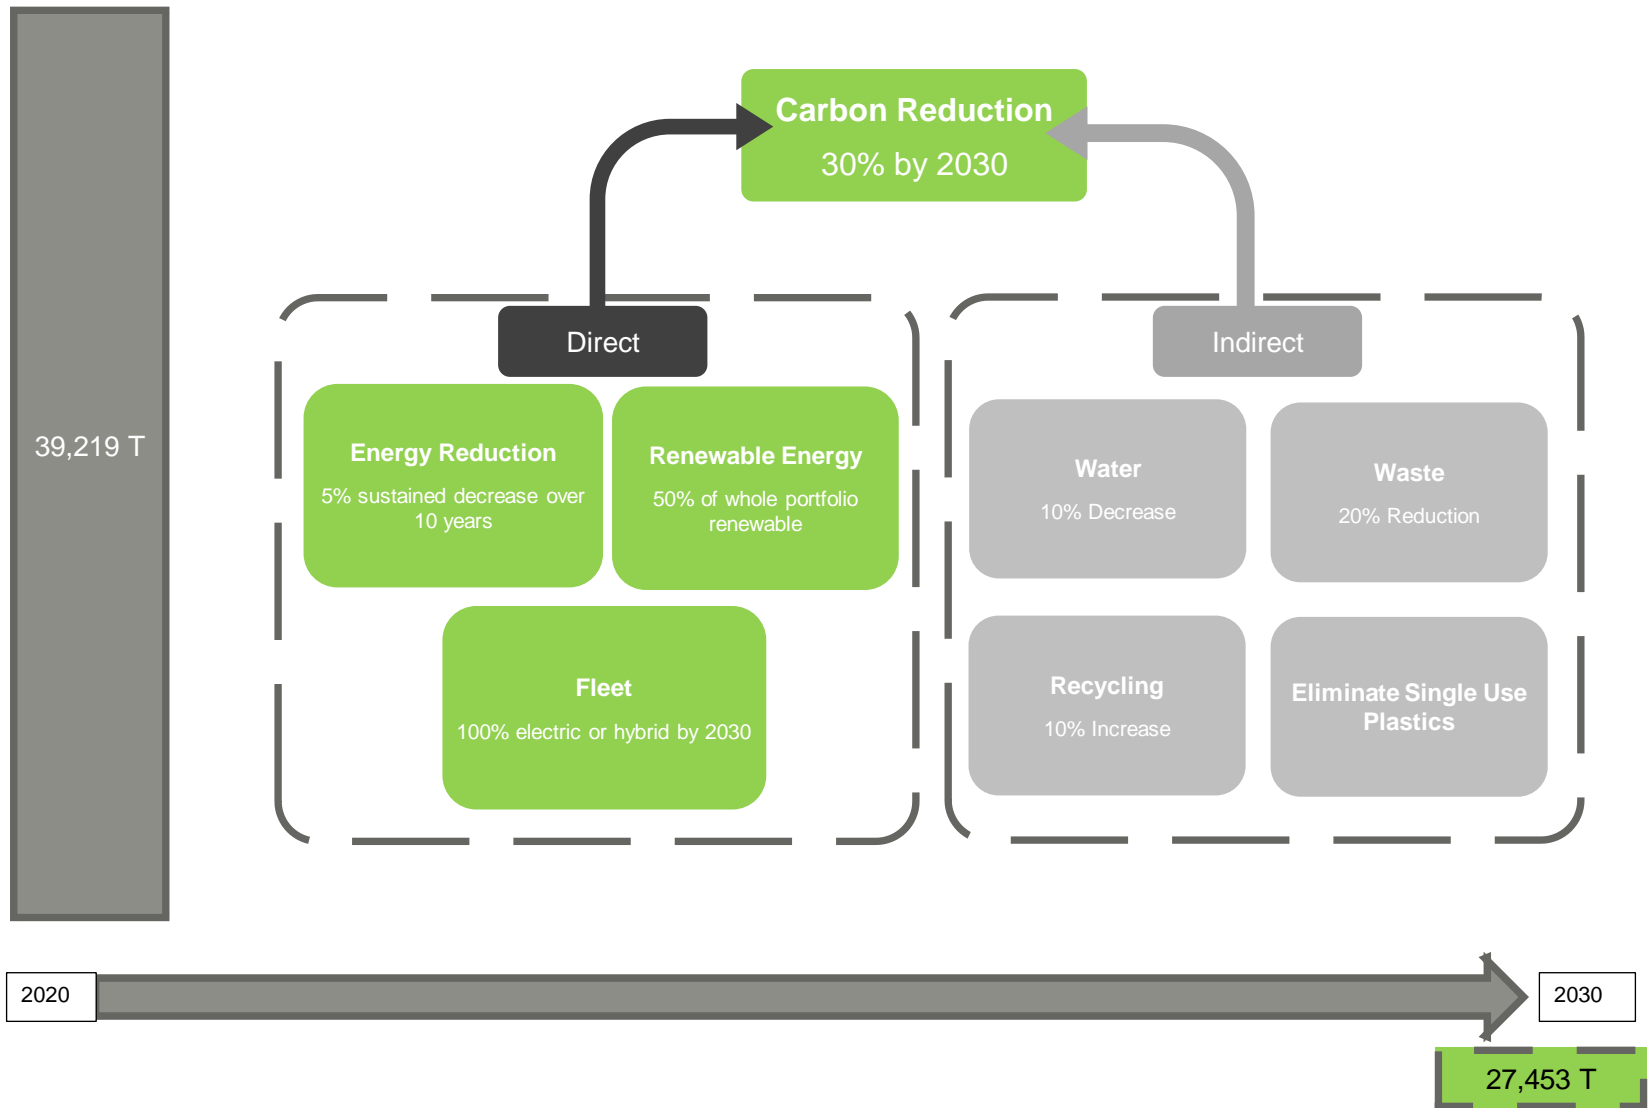 Carbon Reduction
30% by 2030
Direct
Indirect
39,219 T
Energy Reduction
5% sustained decrease over
10 years
Renewable Energy
50% of whole portfolio
renewable
Fleet
100% electric or hybrid by 2030
Water
10% Decrease
Waste
20% Reduction
Recycling
10% Increase
Eliminate Single Use
Plastics
2020
2030
27,453 T